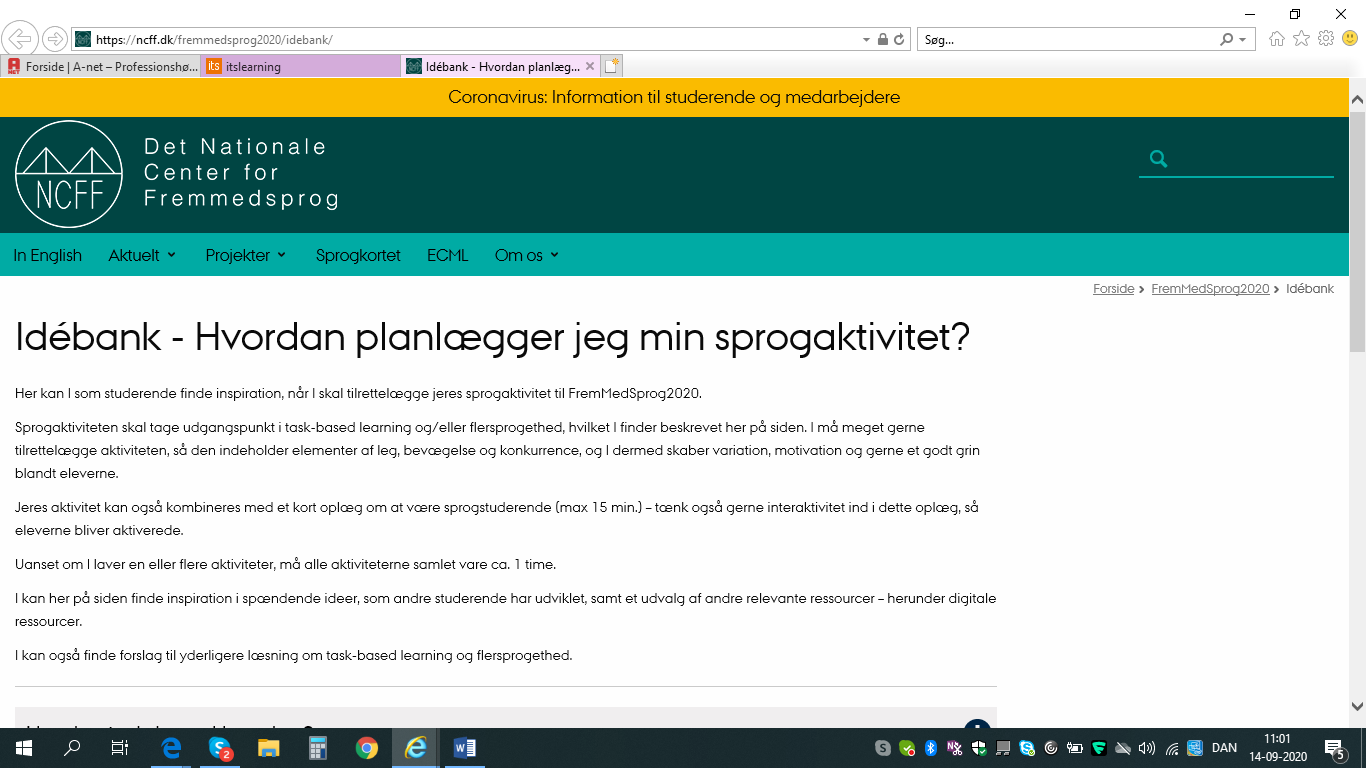 https://ncff.dk/fremmedsprog2020/idebank/
Søg...
Forside | A-net – Professionshø...
its itslearning
Idébank - Hvordan planlæg...
Coronavirus: Information til studerende og medarbejdere
NCFF
Det Nationale
Center for
Fremmedsprog
In English Aktuelt Projekter Sprogkortet ECML Om os
Forside > FremMedSprog2020 > Idébank
Idébank - Hvordan planlægger jeg min sprogaktivitet?
Her kan I som studerende finde inspiration, når I skal tilrettelægge jeres sprogaktivitet til FremMedSprog2020.
Sprogaktiviteten skal tage udgangspunkt i task-based learning og/eller flersprogethed, hvilket I finder beskrevet her på siden. I må meget gerne
tilrettelægge aktiviteten, så den indeholder elementer af leg, bevægelse og konkurrence, og I dermed skaber variation, motivation og gerne et godt grin
blandt eleverne.
Jeres aktivitet kan også kombineres med et kort oplæg om at være sprogstuderende (max 15 min.) – tænk også gerne interaktivitet ind i dette oplæg, så
eleverne bliver aktiverede.
Uanset om I laver en eller flere aktiviteter, må alle aktiviteterne samlet vare ca. 1 time.
I kan her på siden finde inspiration i spændende ideer, som andre studerende har udviklet, samt et udvalg af andre relevante ressourcer – herunder digitale
ressourcer.
I kan også finde forslag til yderligere læsning om task-based learning og flersprogethed.
2
DAN
11:01
14-09-2020
5